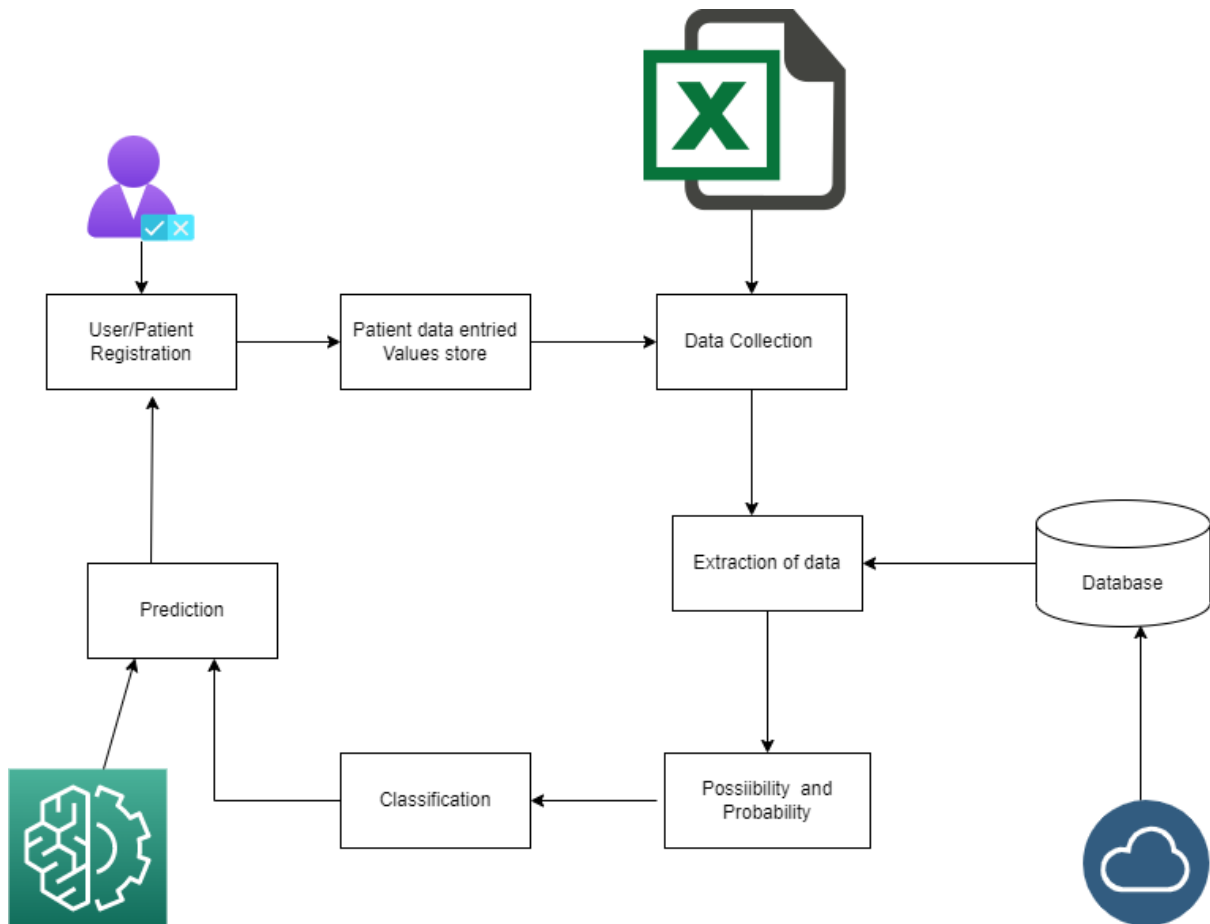 X
User/Patient
Registration
Patient data entried
Values store
Data Collection
Extraction of data
Database
Prediction
Classification
Possiibility and
Probability